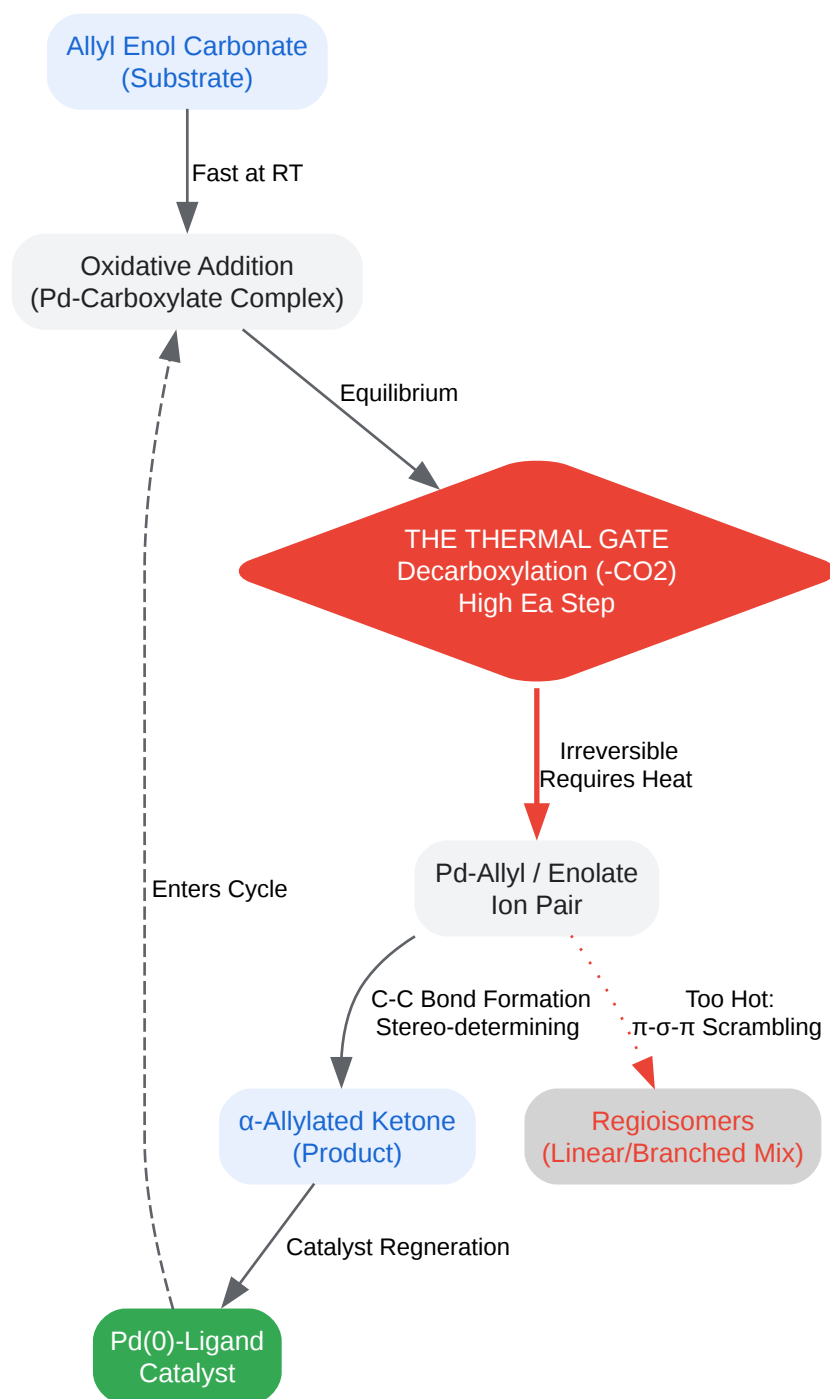 Allyl Enol Carbonate
(Substrate)
Fast at RT
Oxidative Addition
(Pd-Carboxylate Complex)
Equilibrium
THE THERMAL GATE
Decarboxylation (-CO2)
High Ea Step
Irreversible
Requires Heat
Pd-Allyl / Enolate
Ion Pair
Enters Cycle
C-C Bond Formation
Stereo-determining
Too Hot:
π-σ-π Scrambling
α-Allylated Ketone
(Product)
Regioisomers
(Linear/Branched Mix)
Catalyst Regneration
Pd(0)-Ligand
Catalyst